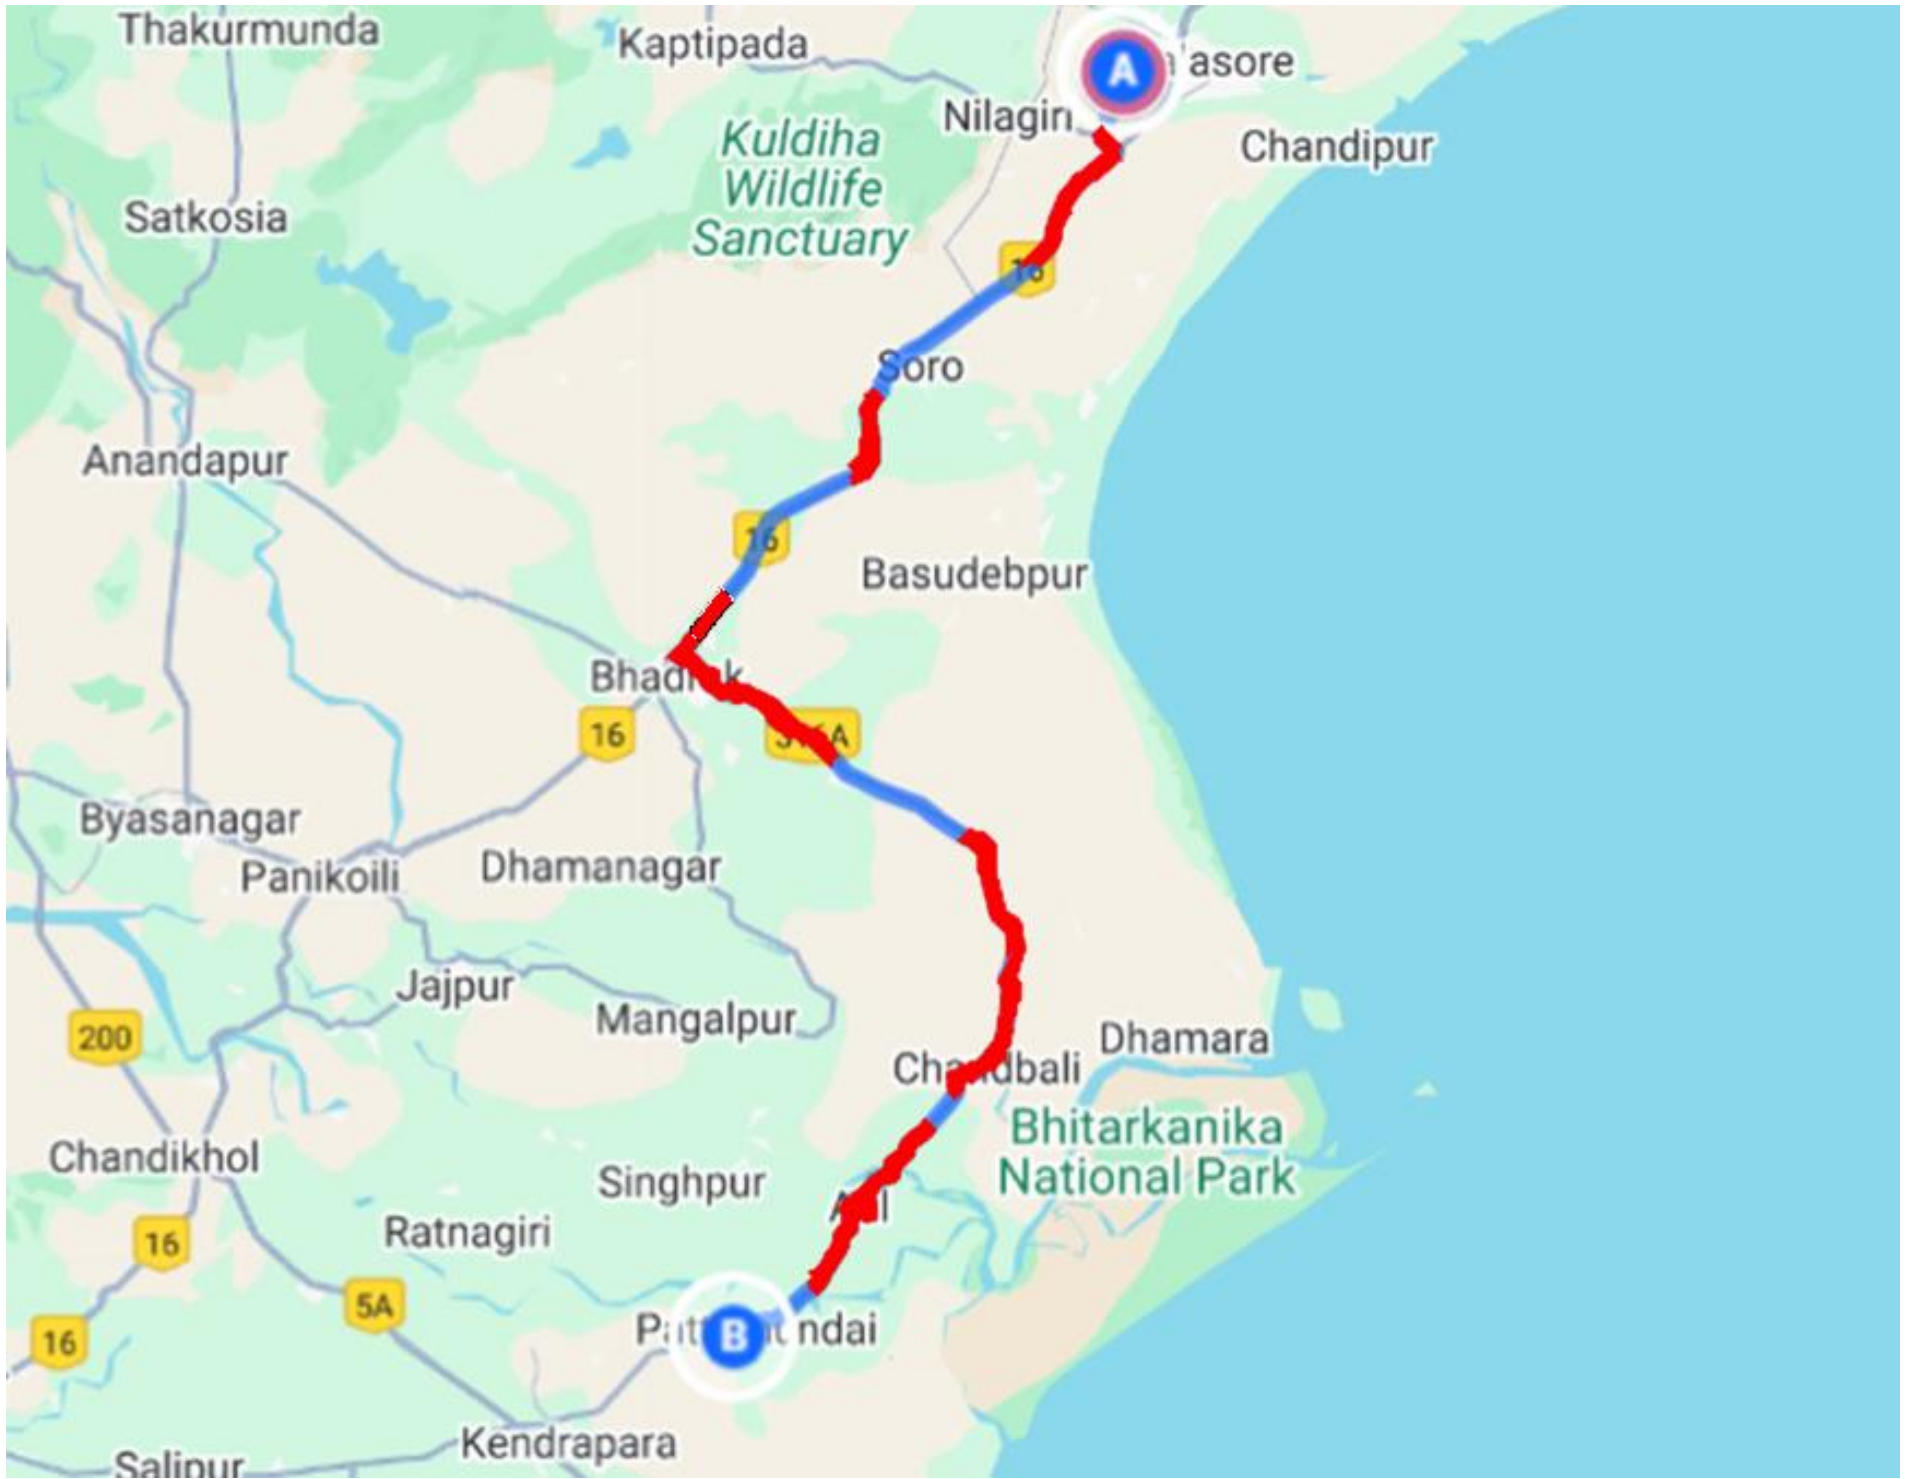 Thakurmunda
Kaptipada
A
asore
Nilagiri
Chandipur
Kuldiha
Wildlife
Sanctuary
Satkosia
16
Soro
Anandapur
16
Basudebpur
16
Byasanagar
Panikoili
Dhamanagar
Jajpur
Mangalpur
200
Dhamara
Bhitarkanika
National Park
Chandikhol
Singhpur
Ratnagiri
16
5A
B
16
Kendrapara
Salipur